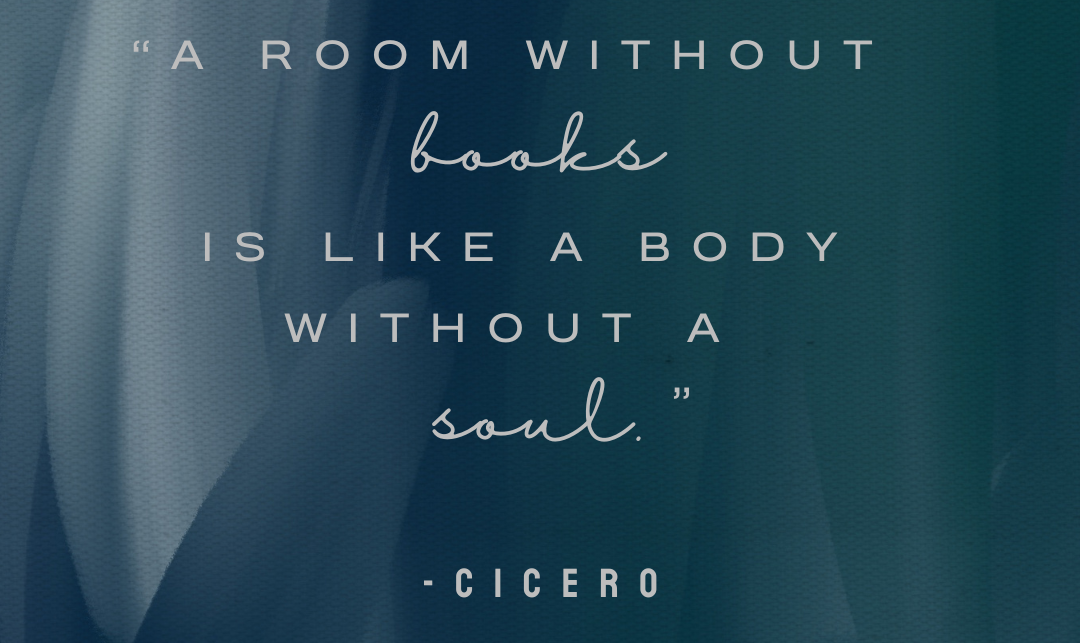 “A ROOM WITHOUT
books
IS LIKE A BODY
WITHOUT A
soul.”
-CICERO